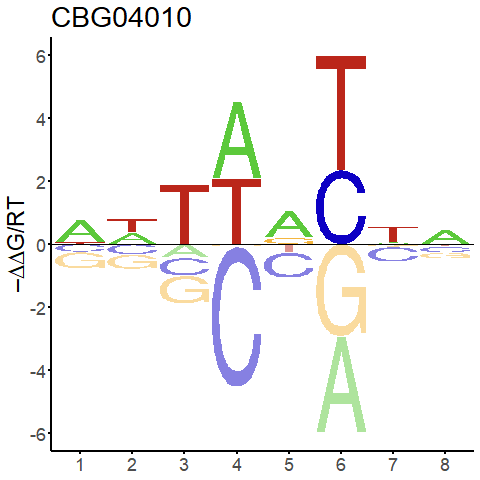 CBG04010
−ΔΔG/RT
6
4
2
0
-2
-4
-6
A T T A A T T A
T A T C A
G C A C T G C
C G G C A G
G
1 2 3 4 5 6 7 8